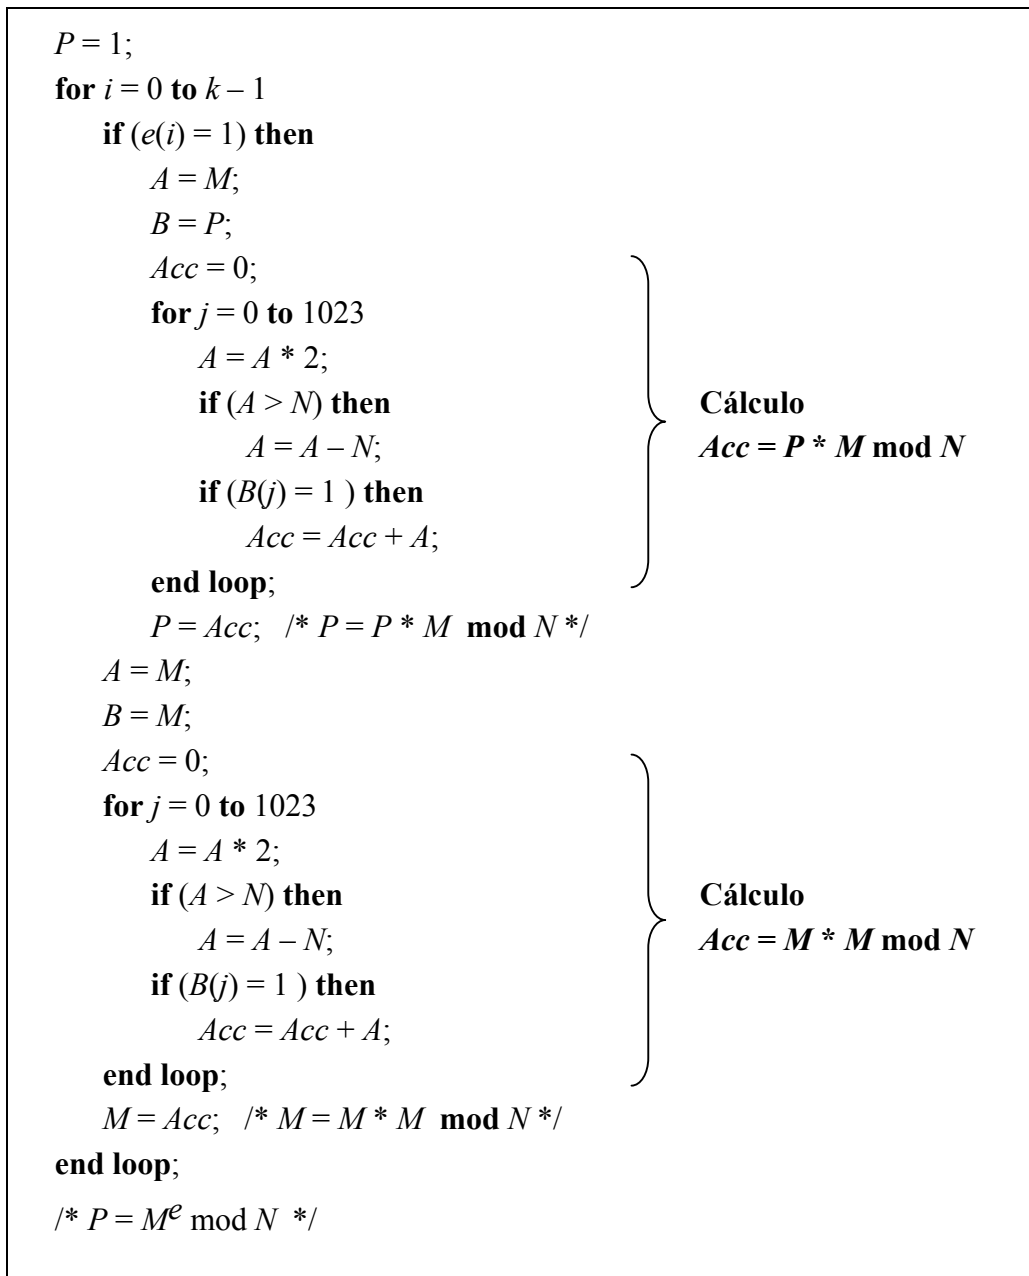 P = 1;
for i = 0 to k – 1
if (e(i) = 1) then
A = M;
B = P;
Acc = 0;
for j = 0 to 1023
A = A * 2;
if (A > N) then
A = A – N;
if (B(j) = 1 ) then
Acc = Acc + A;
end loop;
Cálculo
Acc = P * M mod N
P = Acc; /* P = P * M mod N */
A = M;
B = M;
Acc = 0;
for j = 0 to 1023
A = A * 2;
if (A > N) then
A = A – N;
if (B(j) = 1 ) then
Acc = Acc + A;
end loop;
Cálculo
Acc = M * M mod N
M = Acc; /* M = M * M mod N */
end loop;
/* P = M^e mod N */